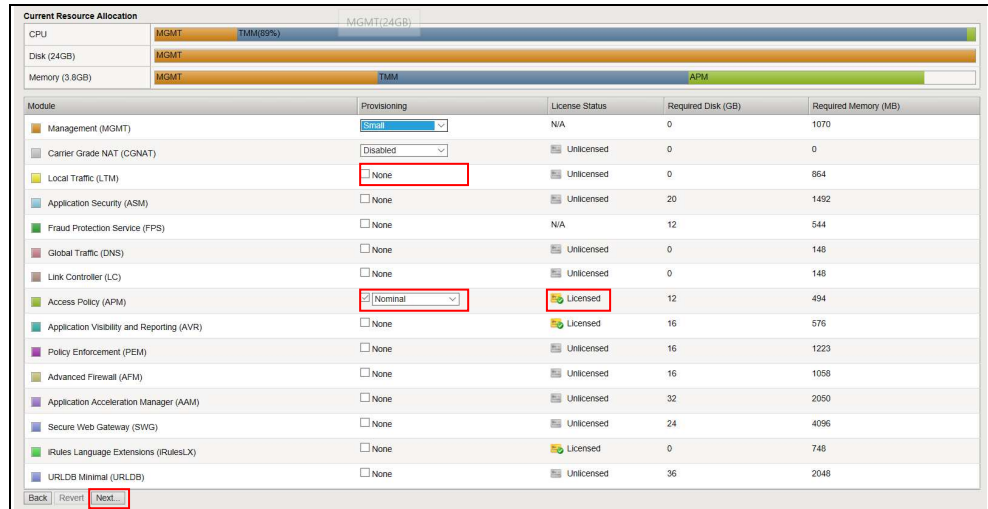 Current Resource Allocation
MGMT(24GB)
CPU MGMT TMM(89%)
Disk (24GB) MGMT
Memory (3.8GB) MGMT TMM APM
Module Provisioning License Status Required Disk (GB) Required Memory (MB)
Management (MGMT) Small N/A 0 1070
Carrier Grade NAT (CGNAT) Disabled Unlicensed 0 0
Local Traffic (LTM) None Unlicensed 0 864
Application Security (ASM) None Unlicensed 20 1492
Fraud Protection Service (FPS) None N/A 12 544
Global Traffic (DNS) None Unlicensed 0 148
Link Controller (LC) None Unlicensed 0 148
Access Policy (APM) Nominal Licensed 12 494
Application Visibility and Reporting (AVR) None Licensed 16 576
Policy Enforcement (PEM) None Unlicensed 16 1223
Advanced Firewall (AFM) None Unlicensed 16 1058
Application Acceleration Manager (AAM) None Unlicensed 32 2050
Secure Web Gateway (SWG) None Unlicensed 24 4096
iRules Language Extensions (iRulesLX) None Licensed 0 748
URLDB Minimal (URLDB) None Unlicensed 36 2048
Back Revert Next...